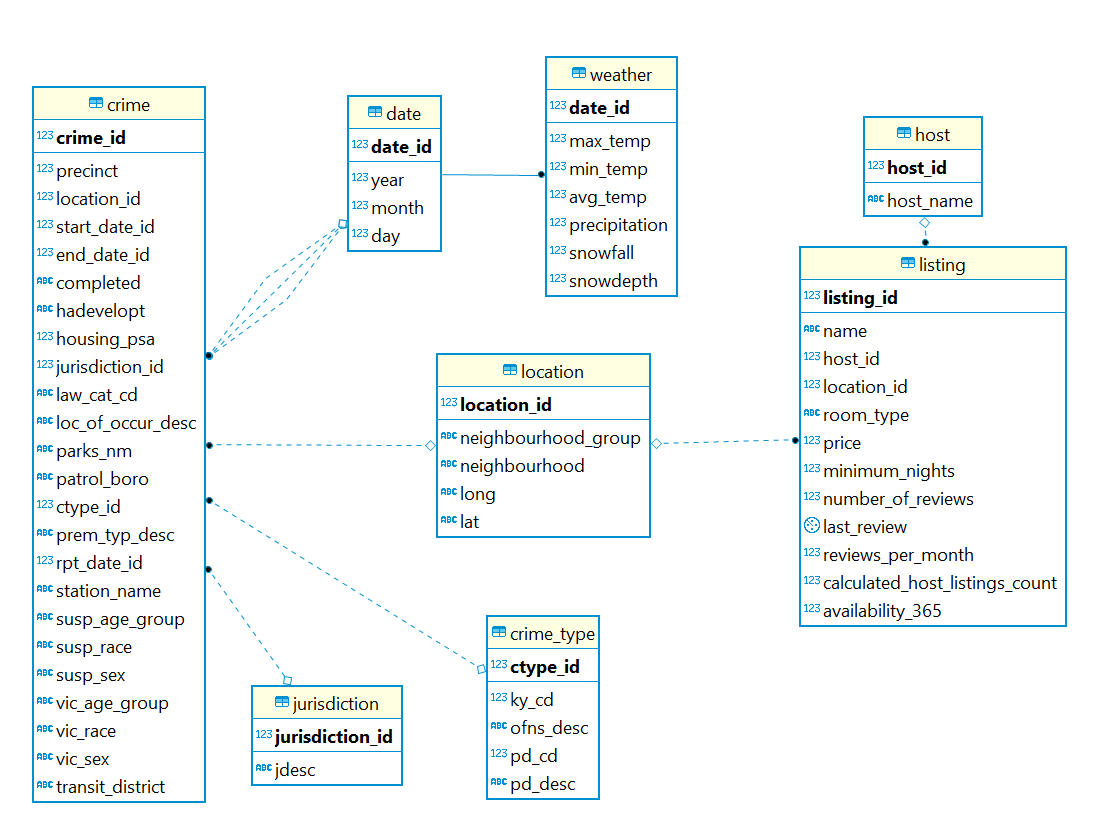 crime
123 crime_id
123 precinct
123 location_id
123 start_date_id
123 end_date_id
ABC completed
ABC hadevelopt
123 housing_psa
123 jurisdiction_id
ABC law_cat_cd
ABC loc_of_occur_desc
ABC parks_nm
ABC patrol_boro
123 ctype_id
ABC prem_typ_desc
123 rpt_date_id
ABC station_name
ABC susp_age_group
ABC susp_race
ABC susp_sex
ABC vic_age_group
ABC vic_race
ABC vic_sex
ABC transit_district
date
123 date_id
123 year
123 month
123 day
weather
123 date_id
123 max_temp
123 min_temp
123 avg_temp
123 precipitation
123 snowfall
123 snowdepth
host
123 host_id
ABC host_name
listing
123 listing_id
ABC name
123 host_id
123 location_id
ABC room_type
123 price
123 minimum_nights
123 number_of_reviews
last_review
123 reviews_per_month
123 calculated_host_listings_count
123 availability_365
location
123 location_id
ABC neighbourhood_group
ABC neighbourhood
ABC long
ABC lat
crime_type
123 ctype_id
123 ky_cd
ABC ofns_desc
123 pd_cd
ABC pd_desc
jurisdiction
123 jurisdiction_id
ABC jdesc